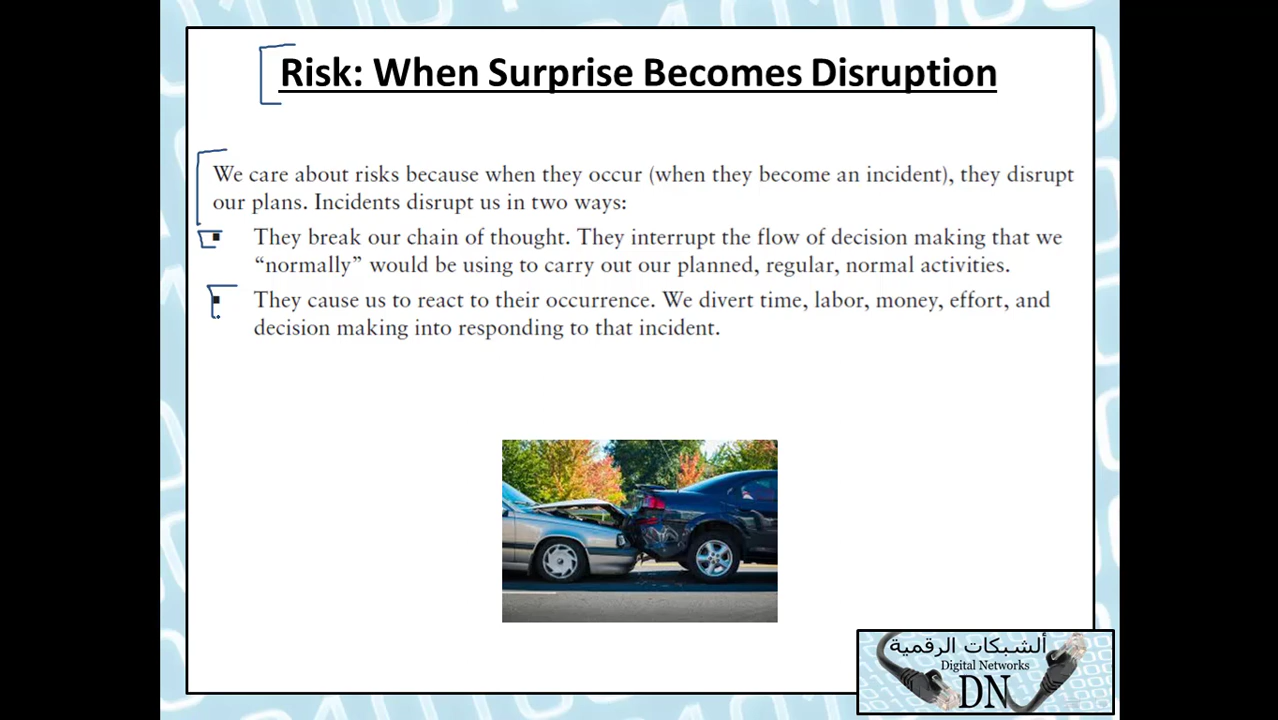 Risk: When Surprise Becomes Disruption
We care about risks because when they occur (when they become an incident), they disrupt
our plans. Incidents disrupt us in two ways:
▪ They break our chain of thought. They interrupt the flow of decision making that we
“normally” would be using to carry out our planned, regular, normal activities.
▪ They cause us to react to their occurrence. We divert time, labor, money, effort, and
decision making into responding to that incident.
ألشبكات الرقمية
Digital Networks
DN